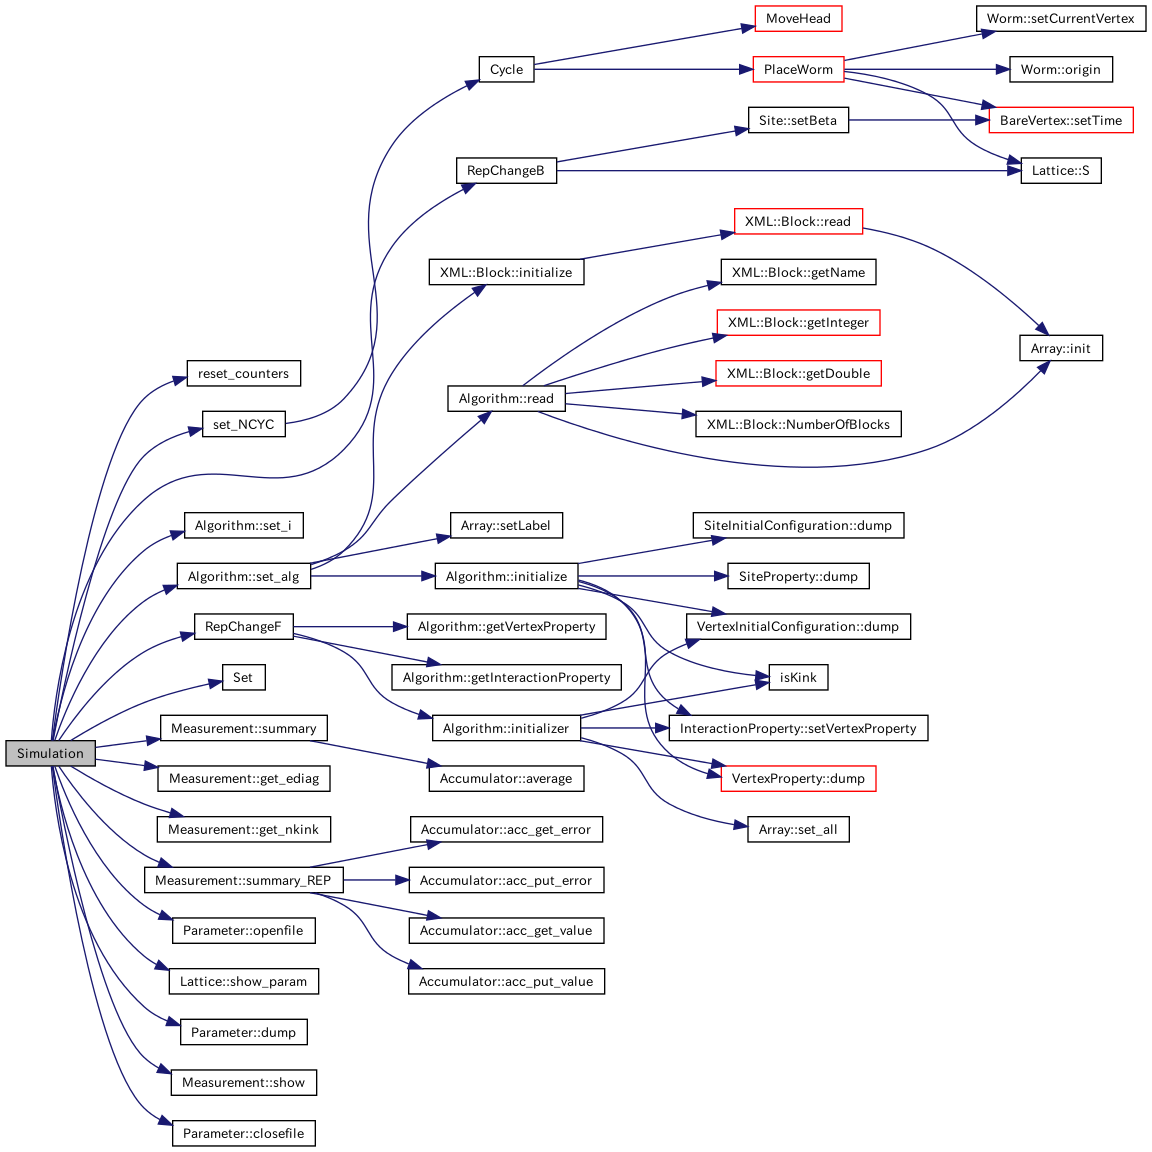 MoveHead
Worm::setCurrentVertex
Cycle
PlaceWorm
Worm::origin
Site::setBeta
BareVertex::setTime
RepChangeB
Lattice::S
XML::Block::read
XML::Block::initialize
XML::Block::getName
XML::Block::getInteger
Array::init
reset_counters
XML::Block::getDouble
Algorithm::read
set_NCYC
XML::Block::NumberOfBlocks
Algorithm::set_i
Array::setLabel
SiteInitialConfiguration::dump
Algorithm::set_alg
Algorithm::initialize
SiteProperty::dump
RepChangeF
Algorithm::getVertexProperty
VertexInitialConfiguration::dump
Set
Algorithm::getInteractionProperty
isKink
Measurement::summary
Algorithm::initializer
InteractionProperty::setVertexProperty
Simulation
Measurement::get_ediag
Accumulator::average
VertexProperty::dump
Measurement::get_nkink
Accumulator::acc_get_error
Array::set_all
Measurement::summary_REP
Accumulator::acc_put_error
Parameter::openfile
Accumulator::acc_get_value
Lattice::show_param
Accumulator::acc_put_value
Parameter::dump
Measurement::show
Parameter::closefile